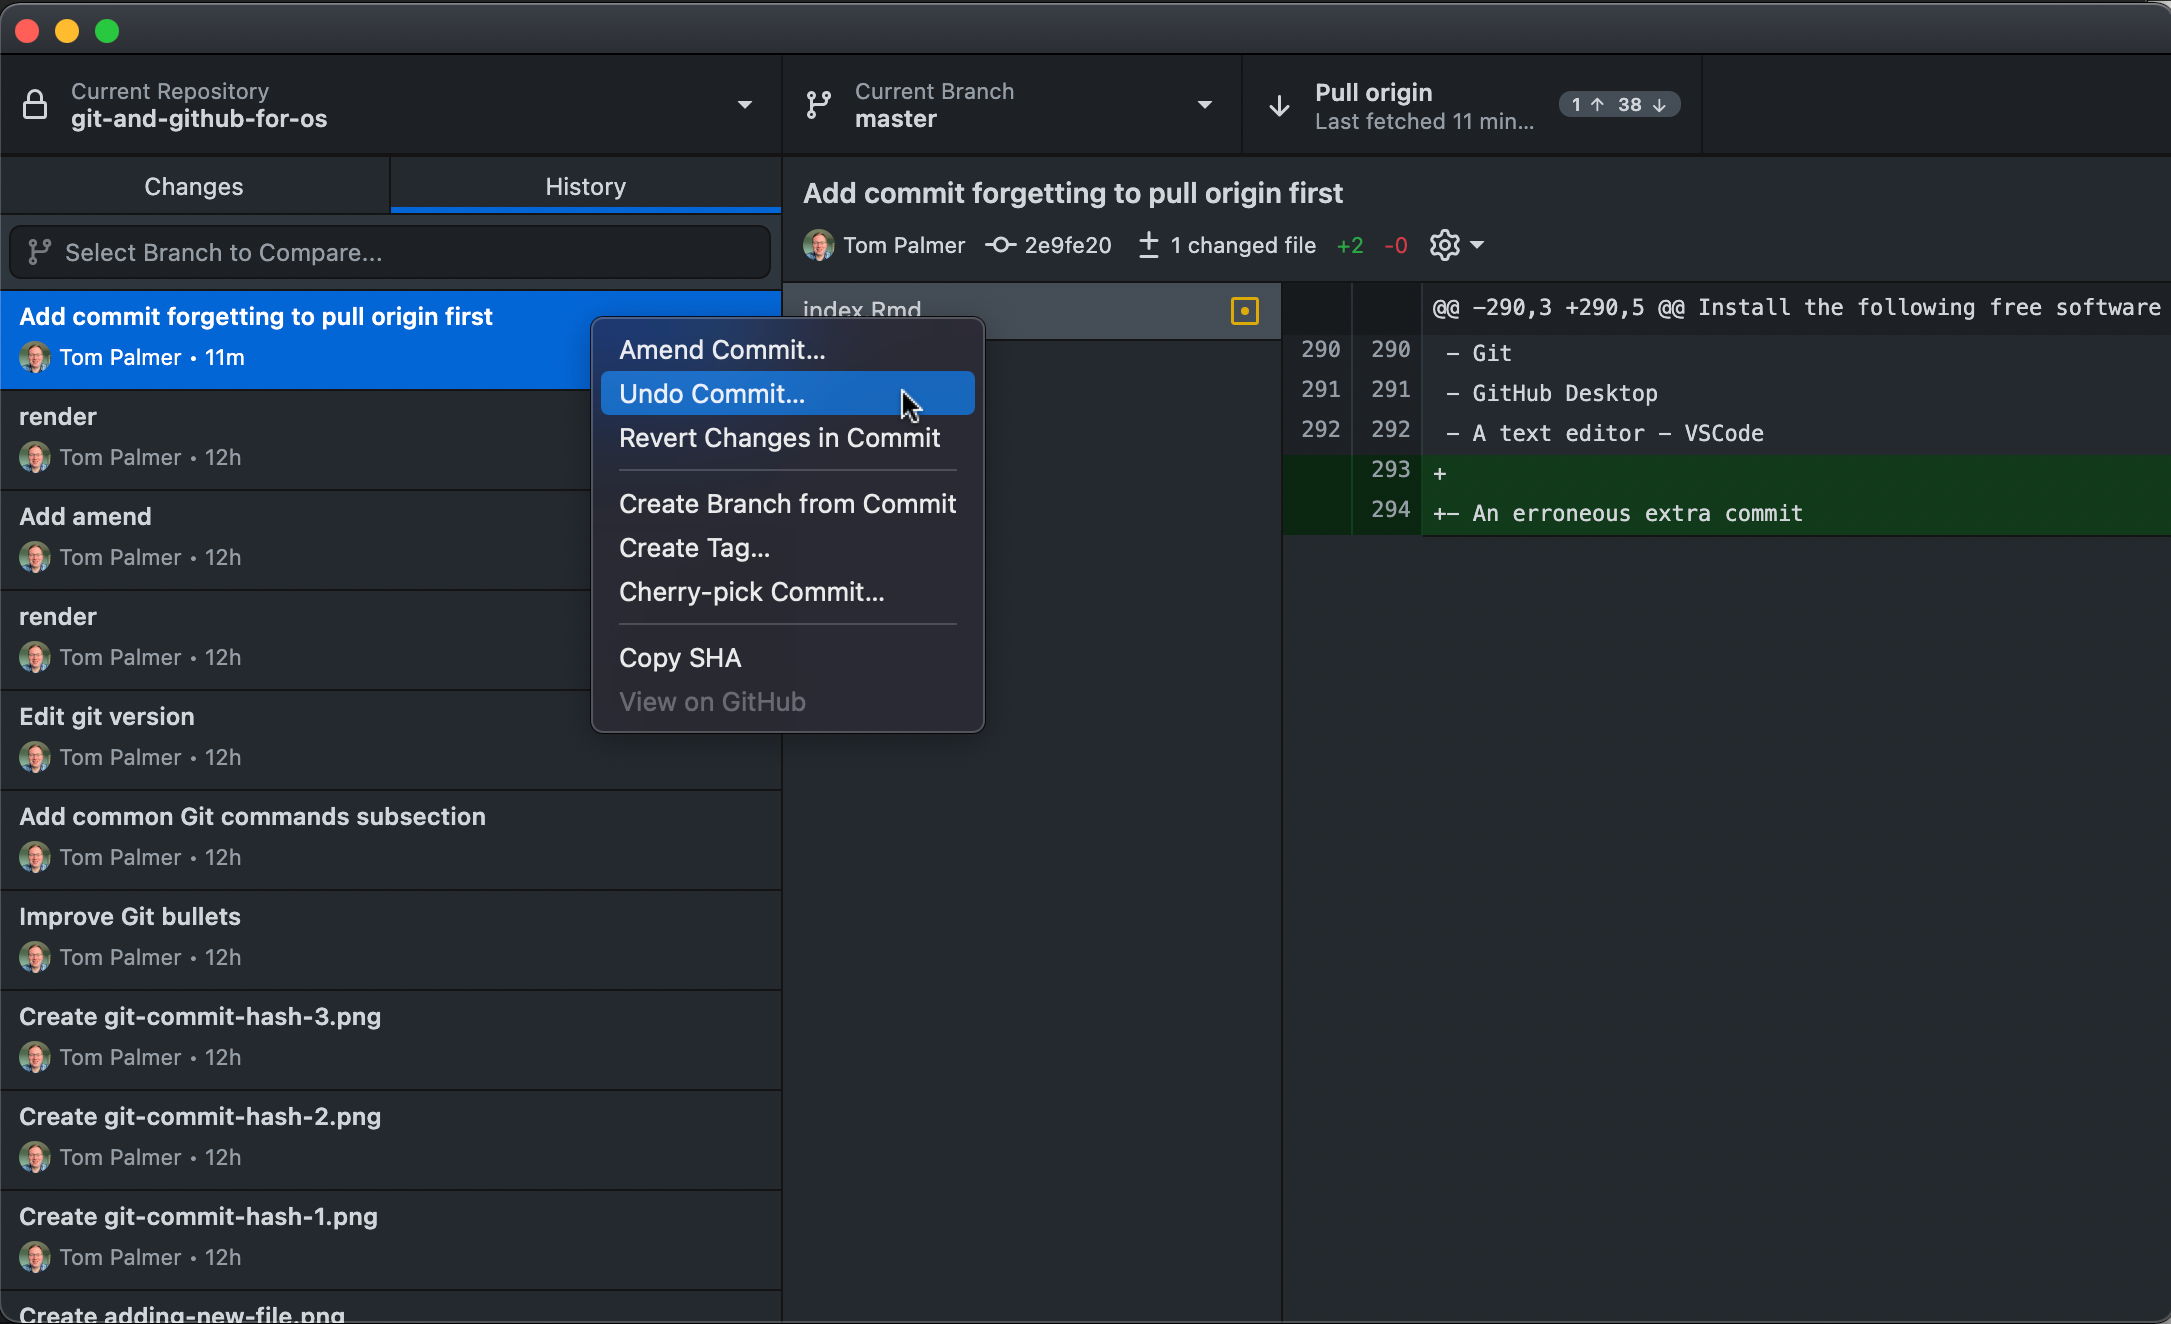 Current Repository
git-and-github-for-os
Current Branch
master
Pull origin
Last fetched 11 min...
1 ↑ 38 ↓
Changes
History
Select Branch to Compare...
Add commit forgetting to pull origin first
Tom Palmer • 11m
render
Tom Palmer • 12h
Add amend
Tom Palmer • 12h
render
Tom Palmer • 12h
Edit git version
Tom Palmer • 12h
Add common Git commands subsection
Tom Palmer • 12h
Improve Git bullets
Tom Palmer • 12h
Create git-commit-hash-3.png
Tom Palmer • 12h
Create git-commit-hash-2.png
Tom Palmer • 12h
Create git-commit-hash-1.png
Tom Palmer • 12h
Create adding-new-file.png
Amend Commit...
Undo Commit...
Revert Changes in Commit
Create Branch from Commit
Create Tag...
Cherry-pick Commit...
Copy SHA
View on GitHub
Add commit forgetting to pull origin first
Tom Palmer 2e9fe20 1 changed file +2 -0
index.Rmd
@@ -290,3 +290,5 @@ Install the following free software
290 290 - Git
291 291 - GitHub Desktop
292 292 - A text editor - VSCode
293 +
294 +- An erroneous extra commit